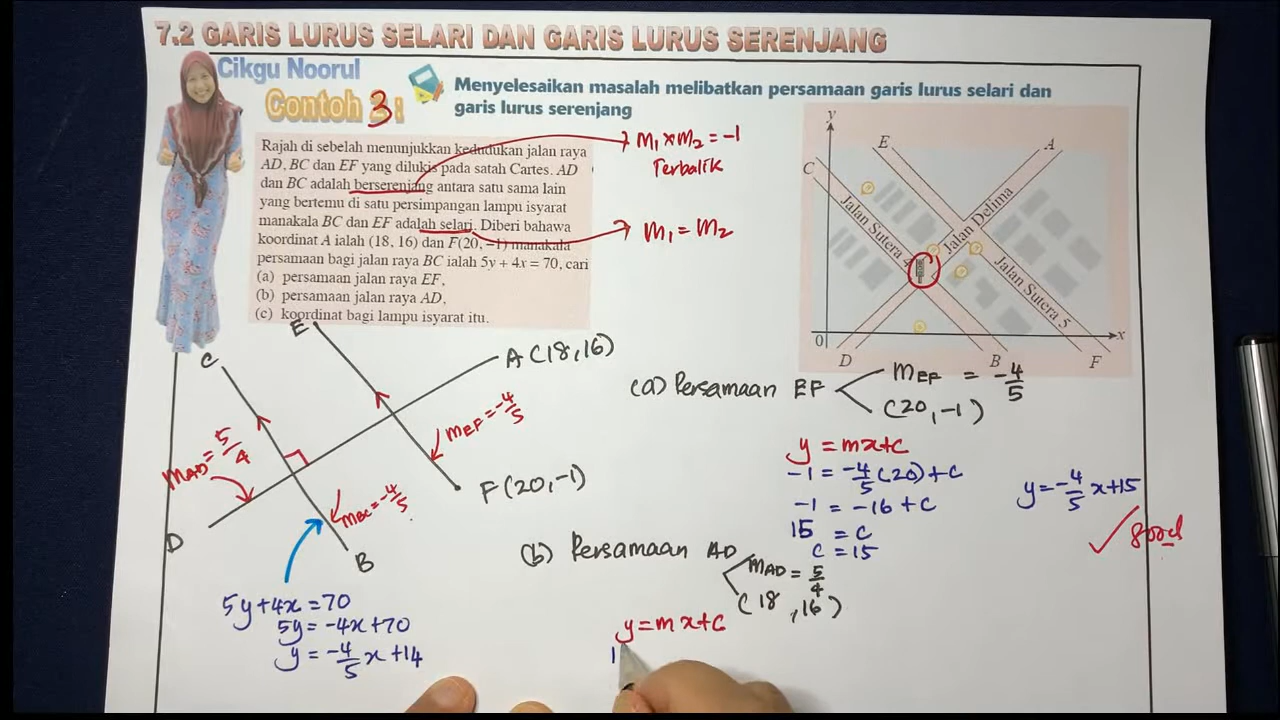 7.2 GARIS LURUS SELARI DAN GARIS LURUS SERENJANG
Cikgu Noorul
Contoh 3:
Menyelesaikan masalah melibatkan persamaan garis lurus selari dan
garis lurus serenjang
Rajah di sebelah menunjukkan kedudukan jalan raya
AD, BC dan EF yang dilukis pada satah Cartes. AD
dan BC adalah berserenjang antara satu sama lain
yang bertemu di satu persimpangan lampu isyarat
manakala BC dan EF adalah selari. Diberi bahawa
koordinat A ialah (18, 16) dan F(20, −1) manakala
persamaan bagi jalan raya BC ialah 5y + 4x = 70, cari
(a) persamaan jalan raya EF,
(b) persamaan jalan raya AD,
(c) koordinat bagi lampu isyarat itu.
m₁ × m₂ = -1
Terbalik
m₁ = m₂
y
E
A
C
Jalan Sutera 4
Jalan Delima
Jalan Sutera 5
0
x
D
B
F
C
E
A (18, 16)
F (20, -1)
D
B
mAD = 5/4
mEF = -4/5
mBC = -4/5
5y + 4x = 70
5y = -4x + 70
y = -4/5 x + 14
(a) Persamaan EF
mEF = -4/5
(20, -1)
y = mx + c
-1 = -4/5 (20) + c
-1 = -16 + c
15 = c
c = 15
y = -4/5 x + 15
good
(b) Persamaan AD
mAD = 5/4
(18, 16)
y = mx + c
1